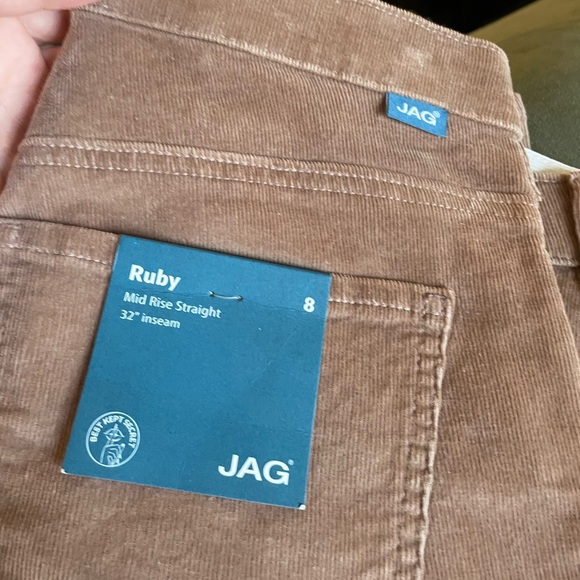 JAG®
Ruby
8
Mid Rise Straight
32" inseam
BEST KEPT SECRET
JAG®